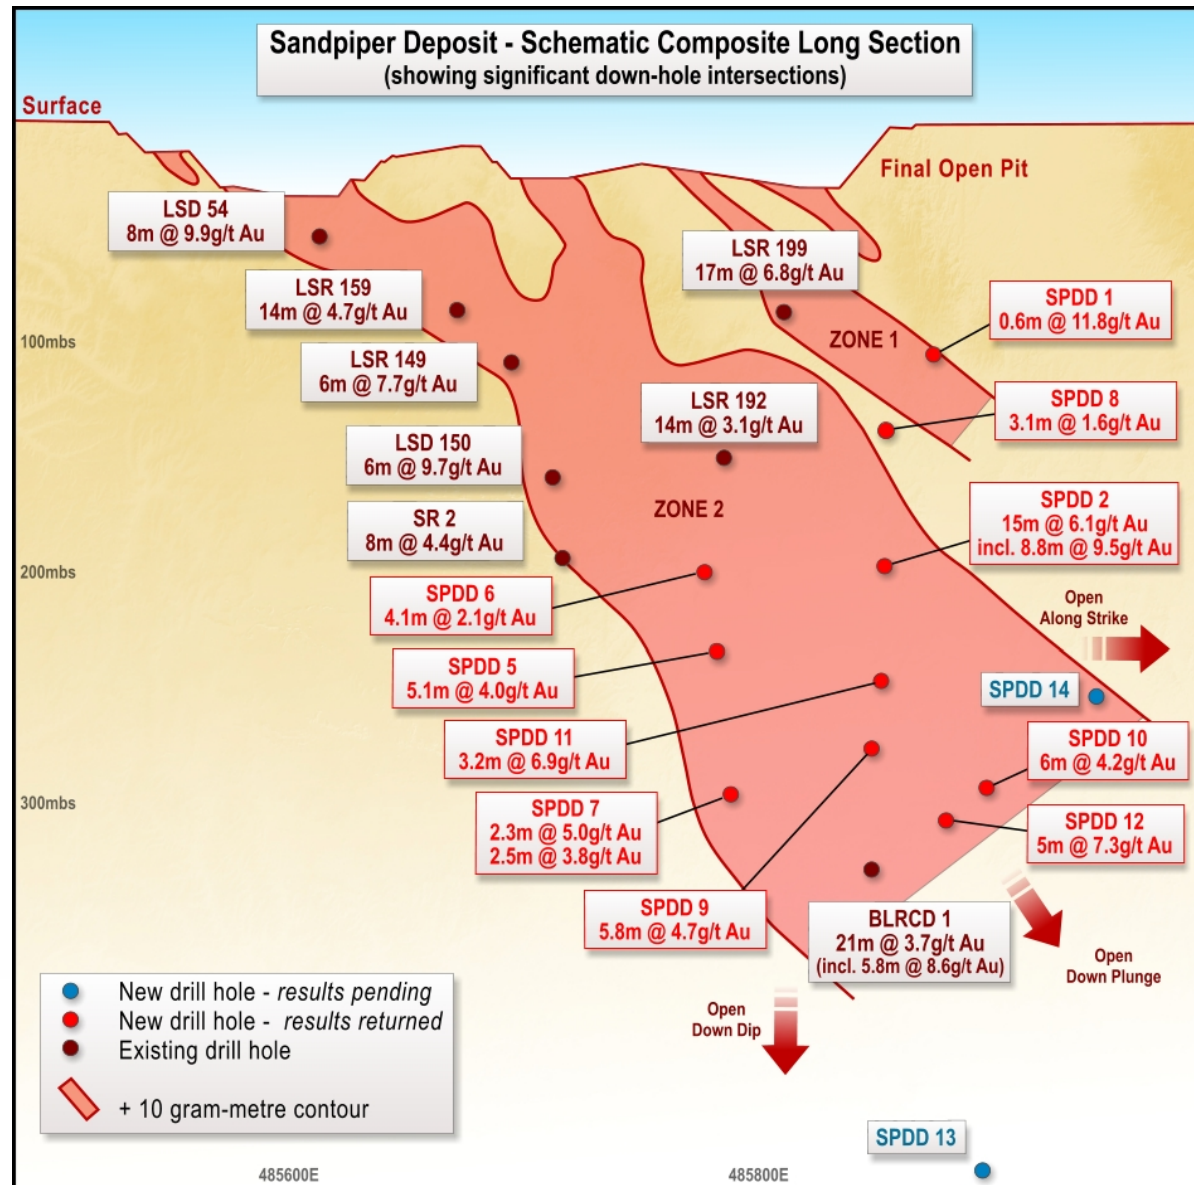 Sandpiper Deposit - Schematic Composite Long Section
(showing significant down-hole intersections)
Surface
Final Open Pit
LSD 54
8m @ 9.9g/t Au
LSR 199
17m @ 6.8g/t Au
LSR 159
14m @ 4.7g/t Au
SPDD 1
0.6m @ 11.8g/t Au
100mbs
ZONE 1
LSR 149
6m @ 7.7g/t Au
LSR 192
14m @ 3.1g/t Au
SPDD 8
3.1m @ 1.6g/t Au
LSD 150
6m @ 9.7g/t Au
ZONE 2
SPDD 2
15m @ 6.1g/t Au
incl. 8.8m @ 9.5g/t Au
SR 2
8m @ 4.4g/t Au
200mbs
SPDD 6
4.1m @ 2.1g/t Au
Open
Along Strike
SPDD 5
5.1m @ 4.0g/t Au
SPDD 14
SPDD 11
3.2m @ 6.9g/t Au
SPDD 10
6m @ 4.2g/t Au
300mbs
SPDD 7
2.3m @ 5.0g/t Au
2.5m @ 3.8g/t Au
SPDD 12
5m @ 7.3g/t Au
SPDD 9
5.8m @ 4.7g/t Au
BLRCD 1
21m @ 3.7g/t Au
(incl. 5.8m @ 8.6g/t Au)
Open
Down Plunge
Open
Down Dip
New drill hole - results pending
New drill hole - results returned
Existing drill hole
+ 10 gram-metre contour
SPDD 13
485600E
485800E